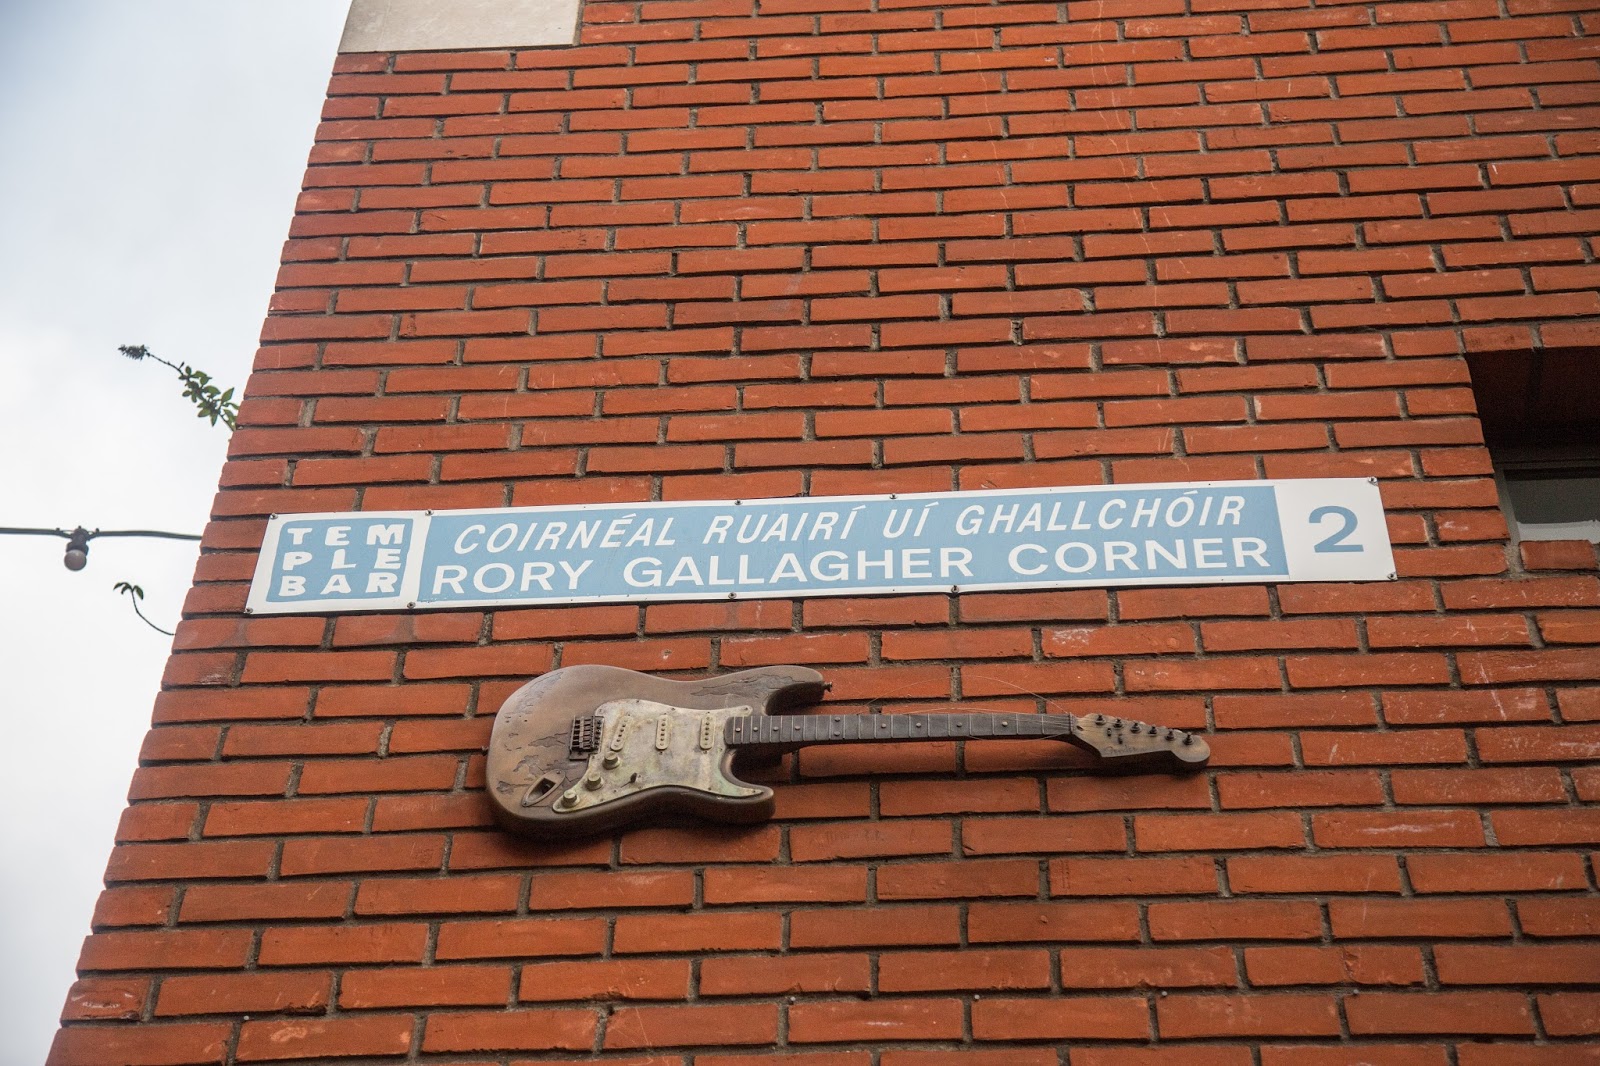 TEM
PLE
BAR
COIRNÉAL RUAIRÍ UÍ GHALLCHÓIR
RORY GALLAGHER CORNER
2